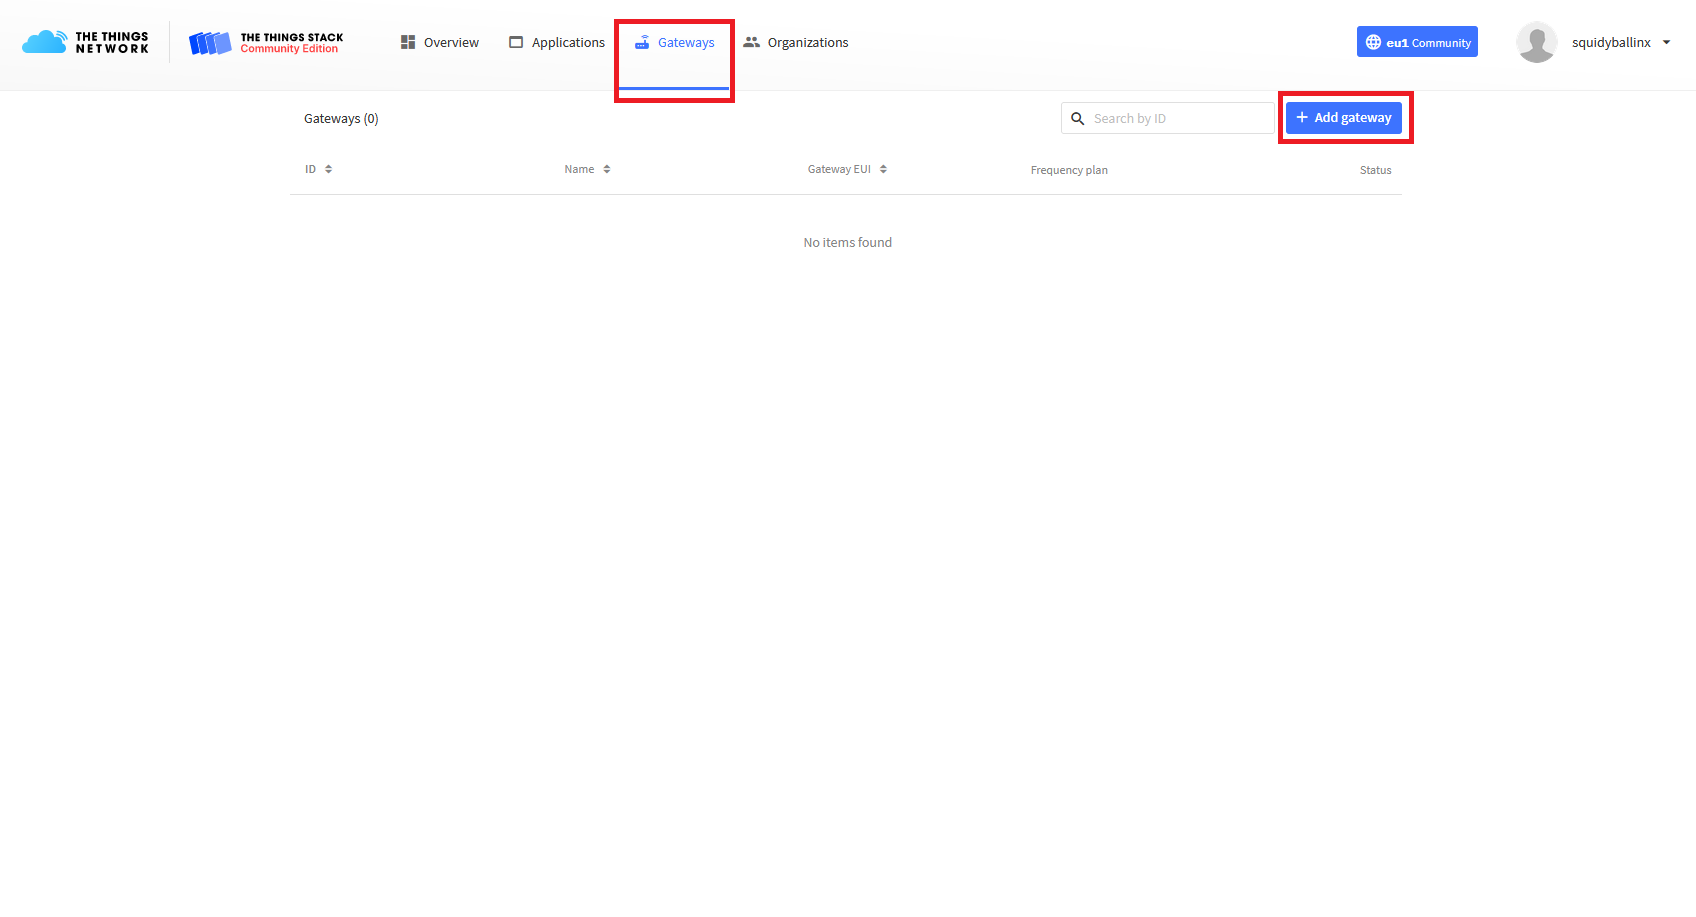 THE THINGS
NETWORK
THE THINGS STACK
Community Edition
Overview
Applications
Gateways
Organizations
eu1 Community
squidyballinx
Gateways (0)
Search by ID
+ Add gateway
ID
Name
Gateway EUI
Frequency plan
Status
No items found